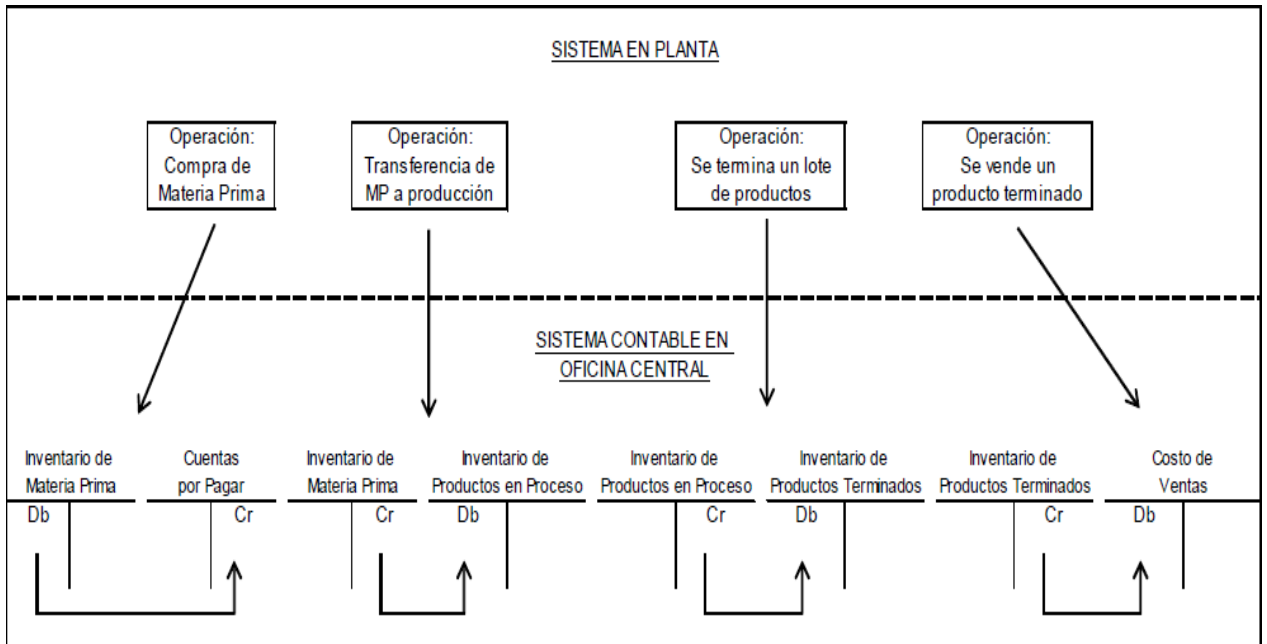 SISTEMA EN PLANTA
Operación:
Compra de
Materia Prima
Operación:
Transferencia de
MP a producción
Operación:
Se termina un lote
de productos
Operación:
Se vende un
producto terminado
SISTEMA CONTABLE EN
OFICINA CENTRAL
Inventario de
Materia Prima
Cuentas
por Pagar
Inventario de
Materia Prima
Inventario de
Productos en Proceso
Inventario de
Productos en Proceso
Inventario de
Productos Terminados
Inventario de
Productos Terminados
Costo de
Ventas
Db
Cr
Cr
Db
Cr
Db
Cr
Db